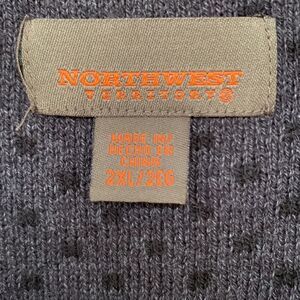 NORTHWEST
TERRITORY®
MADE IN/
HECHO EN
CHINA
2XL/2EG